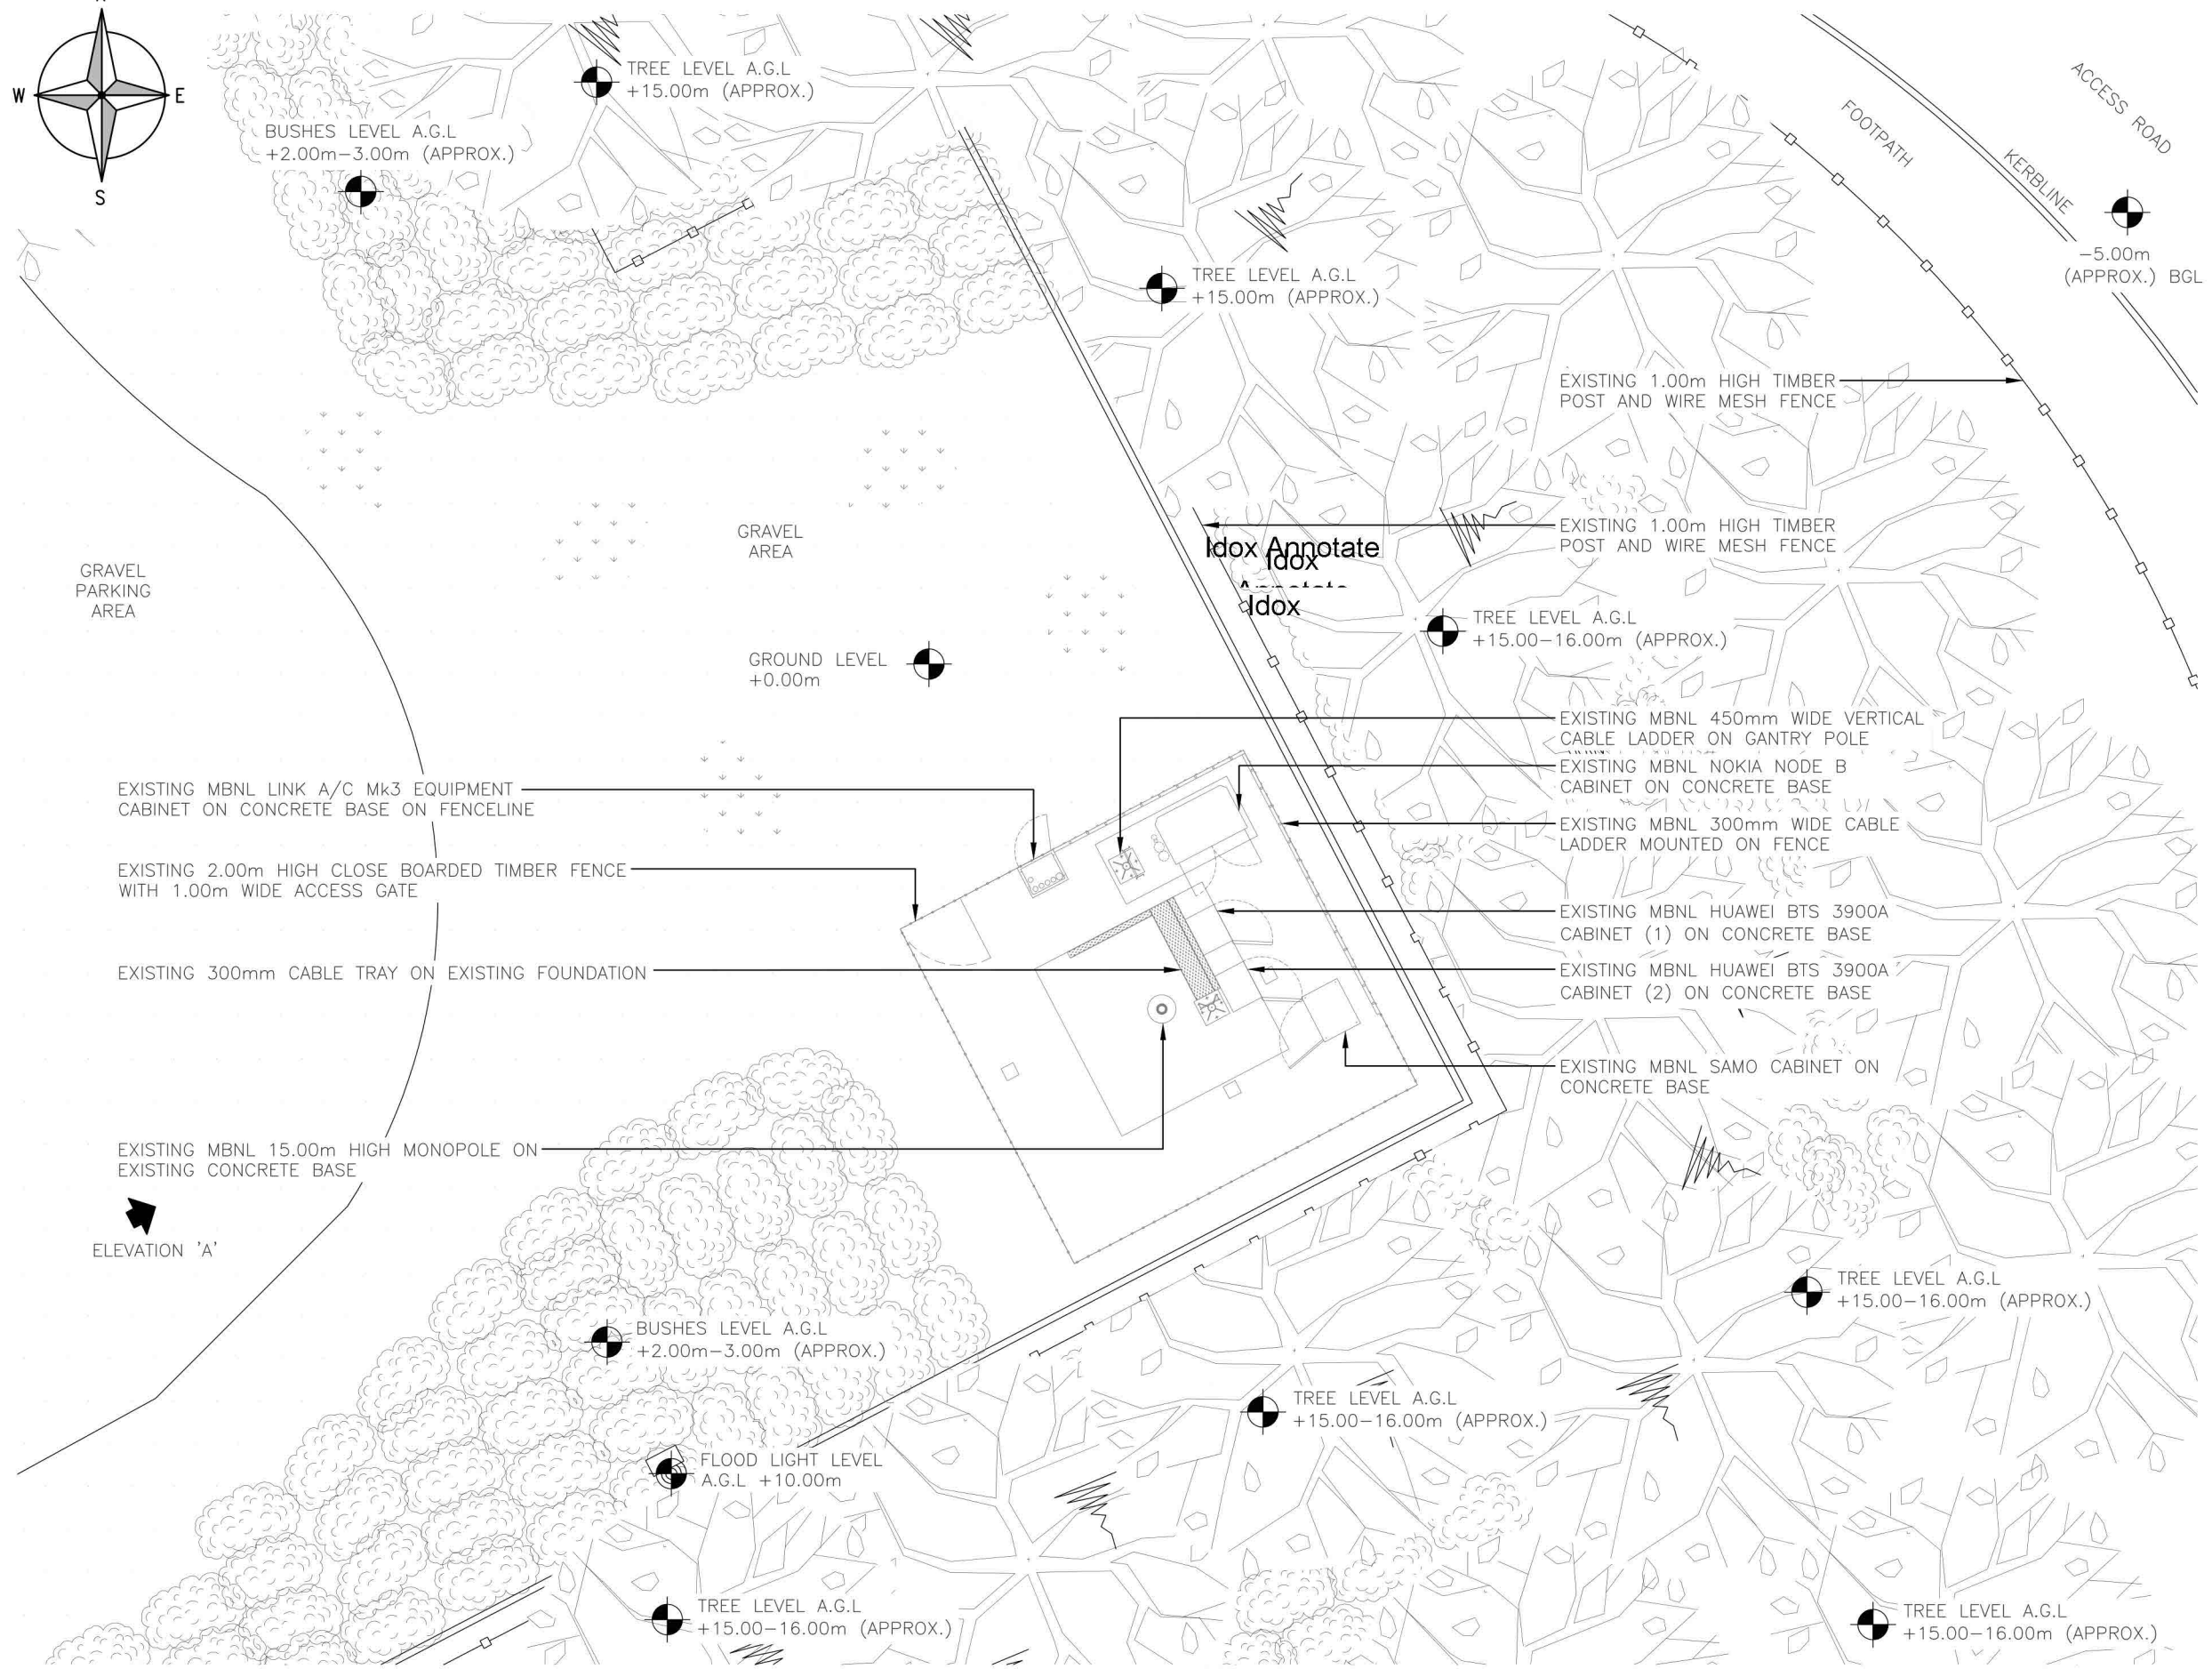 W
E
S
TREE LEVEL A.G.L
+15.00m (APPROX.)
BUSHES LEVEL A.G.L
+2.00m-3.00m (APPROX.)
ACCESS ROAD
FOOTPATH
KERBLINE
-5.00m
(APPROX.) BGL
TREE LEVEL A.G.L
+15.00m (APPROX.)
EXISTING 1.00m HIGH TIMBER
POST AND WIRE MESH FENCE
GRAVEL
AREA
EXISTING 1.00m HIGH TIMBER
POST AND WIRE MESH FENCE
Idox Annotate
Idox
Idox
GRAVEL
PARKING
AREA
TREE LEVEL A.G.L
+15.00-16.00m (APPROX.)
GROUND LEVEL
+0.00m
EXISTING MBNL 450mm WIDE VERTICAL
CABLE LADDER ON GANTRY POLE
EXISTING MBNL NOKIA NODE B
CABINET ON CONCRETE BASE
EXISTING MBNL LINK A/C Mk3 EQUIPMENT
CABINET ON CONCRETE BASE ON FENCELINE
EXISTING MBNL 300mm WIDE CABLE
LADDER MOUNTED ON FENCE
EXISTING 2.00m HIGH CLOSE BOARDED TIMBER FENCE
WITH 1.00m WIDE ACCESS GATE
EXISTING MBNL HUAWEI BTS 3900A
CABINET (1) ON CONCRETE BASE
EXISTING 300mm CABLE TRAY ON EXISTING FOUNDATION
EXISTING MBNL HUAWEI BTS 3900A
CABINET (2) ON CONCRETE BASE
EXISTING MBNL SAMO CABINET ON
CONCRETE BASE
EXISTING MBNL 15.00m HIGH MONOPOLE ON
EXISTING CONCRETE BASE
ELEVATION 'A'
TREE LEVEL A.G.L
+15.00-16.00m (APPROX.)
BUSHES LEVEL A.G.L
+2.00m-3.00m (APPROX.)
TREE LEVEL A.G.L
+15.00-16.00m (APPROX.)
FLOOD LIGHT LEVEL
A.G.L +10.00m
TREE LEVEL A.G.L
+15.00-16.00m (APPROX.)
TREE LEVEL A.G.L
+15.00-16.00m (APPROX.)